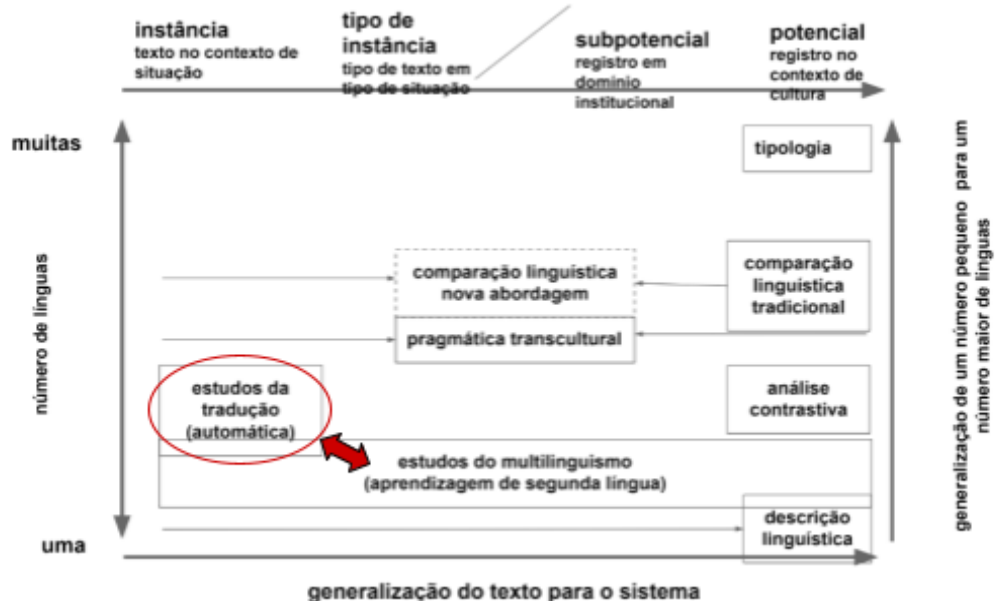 instância
texto no contexto de
situação
tipo de
instância
tipo de texto em
tipo de situação
subpotencial
registro em
domínio
institucional
potencial
registro no
contexto de
cultura
muitas
número de línguas
uma
tipologia
comparação linguística
nova abordagem
comparação
linguística
tradicional
pragmática transcultural
estudos da
tradução
(automática)
análise
contrastiva
estudos do multilinguismo
(aprendizagem de segunda língua)
descrição
linguística
generalização do texto para o sistema
generalização de um número pequeno para um
número maior de línguas